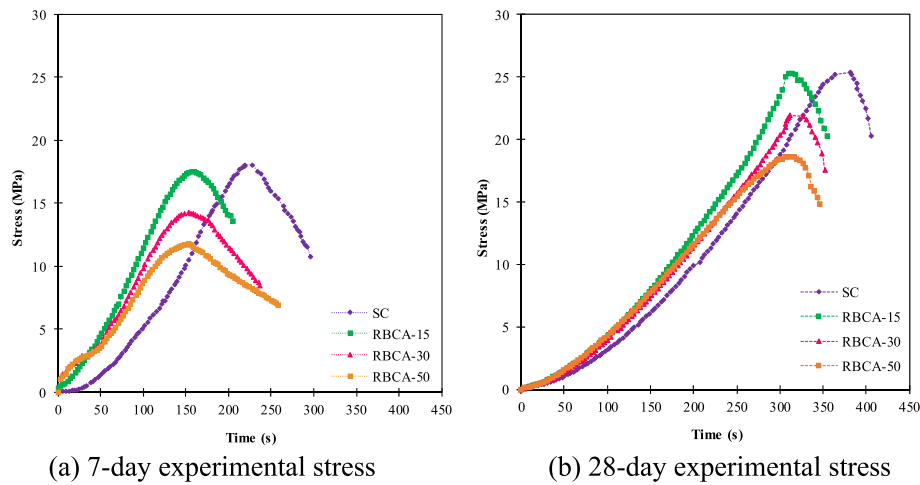 30
25
20
15
10
5
0
Stress (MPa)
0 50 100 150 200 250 300 350 400 450
Time (s)
SC
RBCA-15
RBCA-30
RBCA-50
(a) 7-day experimental stress
30
25
20
15
10
5
0
Stress (MPa)
0 50 100 150 200 250 300 350 400 450
Time (s)
SC
RBCA-15
RBCA-30
RBCA-50
(b) 28-day experimental stress